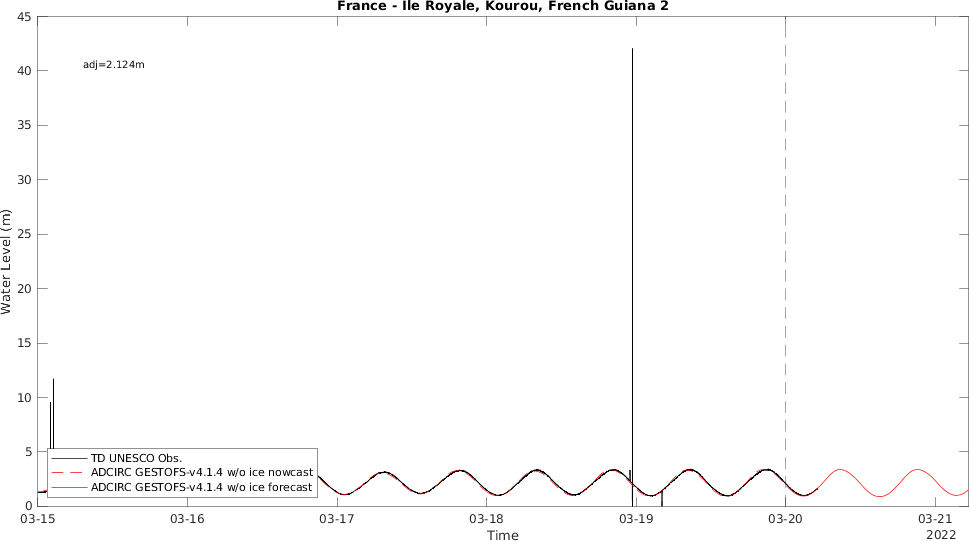 France - Ile Royale, Kourou, French Guiana 2
45
40
35
30
25
20
15
10
5
0
Water Level (m)
adj=2.124m
TD UNESCO Obs.
ADCIRC GESTOFS-v4.1.4 w/o ice nowcast
ADCIRC GESTOFS-v4.1.4 w/o ice forecast
03-15
03-16
03-17
03-18
03-19
03-20
03-21
Time
2022